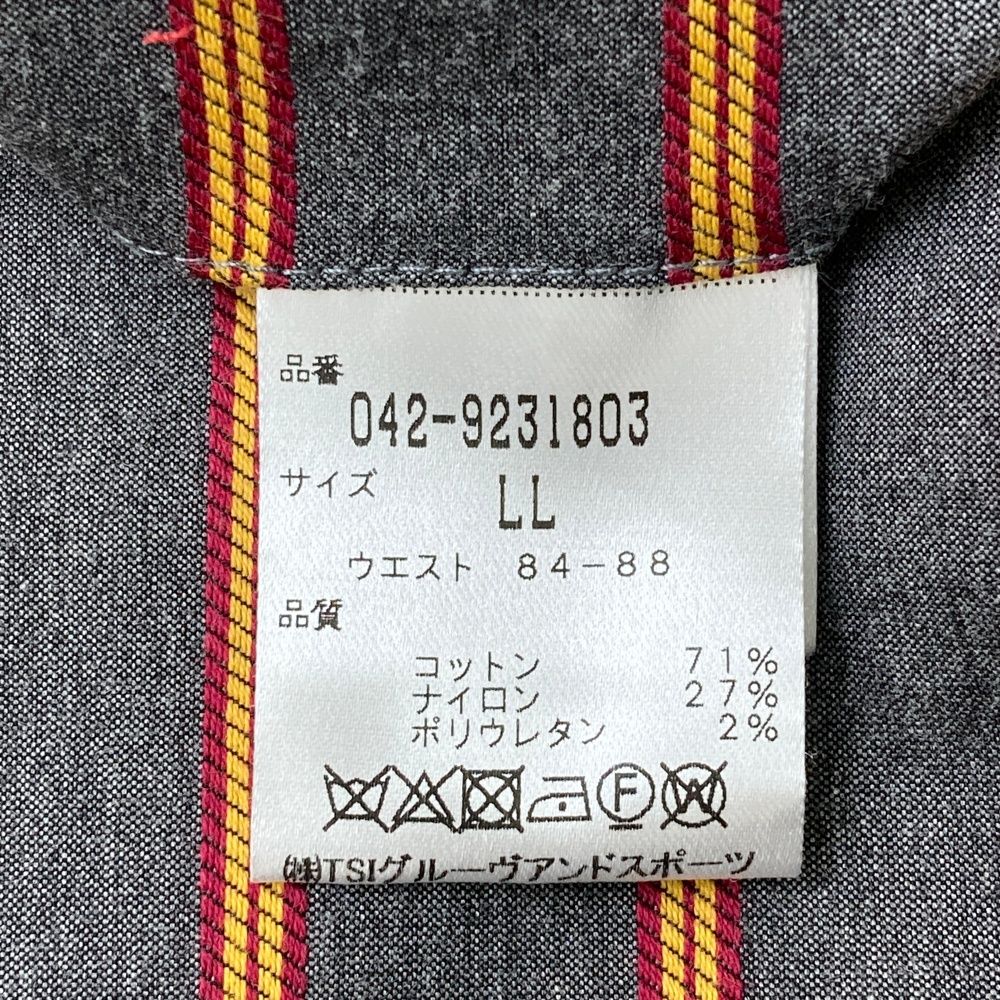 品番
042-9231803
サイズ
LL
ウエスト 84-88
品質
コットン 71%
ナイロン 27%
ポリウレタン 2%
F W
㈱TSIグルーヴアンドスポーツ